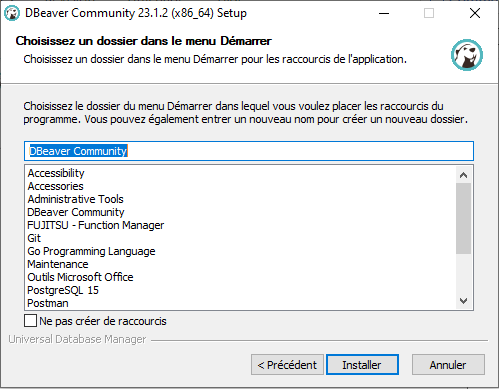 DBeaver Community 23.1.2 (x86_64) Setup
Choisissez un dossier dans le menu Démarrer
Choisissez un dossier dans le menu Démarrer pour les raccourcis de l'application.
Choisissez le dossier du menu Démarrer dans lequel vous voulez placer les raccourcis du
programme. Vous pouvez également entrer un nouveau nom pour créer un nouveau dossier.
DBeaver Community
Accessibility
Accessories
Administrative Tools
DBeaver Community
FUJITSU - Function Manager
Git
Go Programming Language
Maintenance
Outils Microsoft Office
PostgreSQL 15
Postman
Ne pas créer de raccourcis
Universal Database Manager
< Précédent
Installer
Annuler